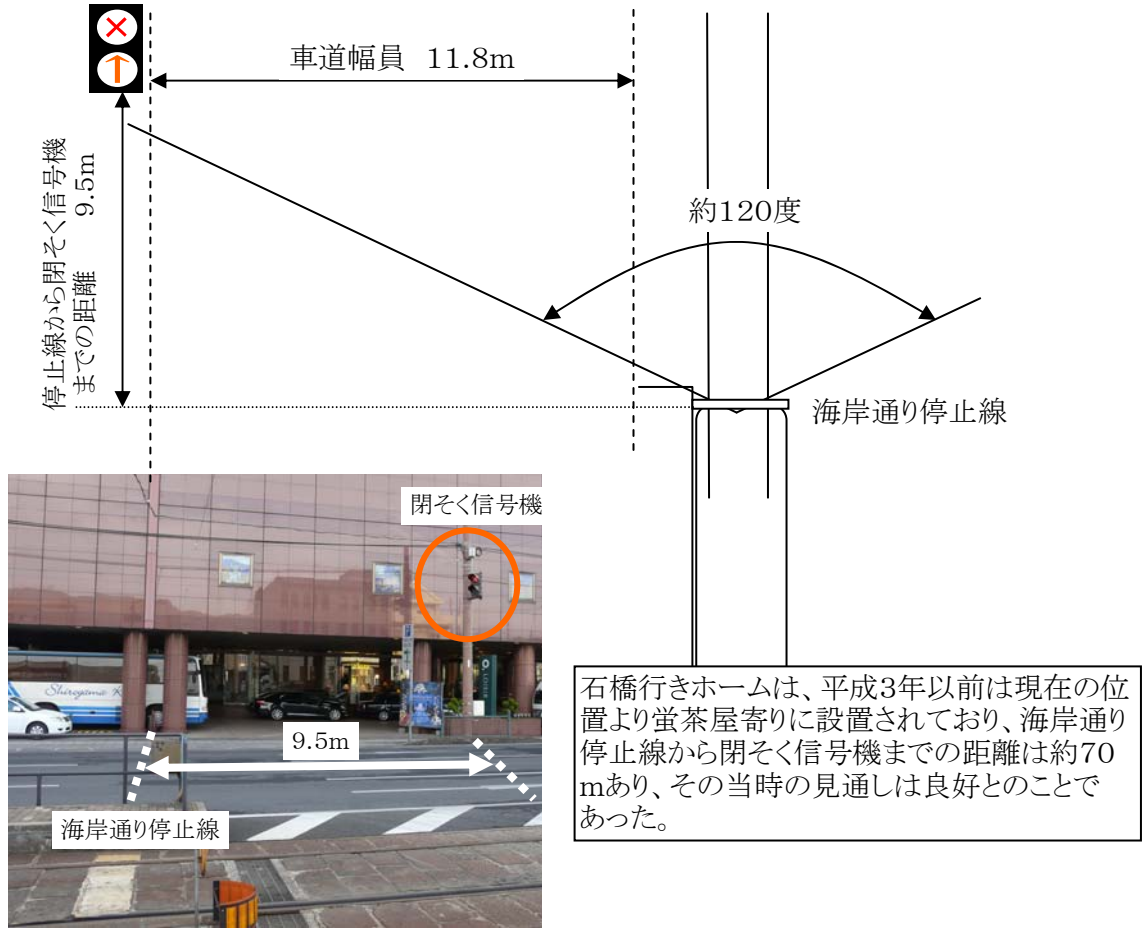 車道幅員 11.8m
停止線から閉そく信号機
までの距離 9.5m
約120度
海岸通り停止線
閉そく信号機
9.5m
海岸通り停止線
石橋行きホームは、平成3年以前は現在の位
置より蛍茶屋寄りに設置されており、海岸通り
停止線から閉そく信号機までの距離は約70
mあり、その当時の見通しは良好とのことで
あった。